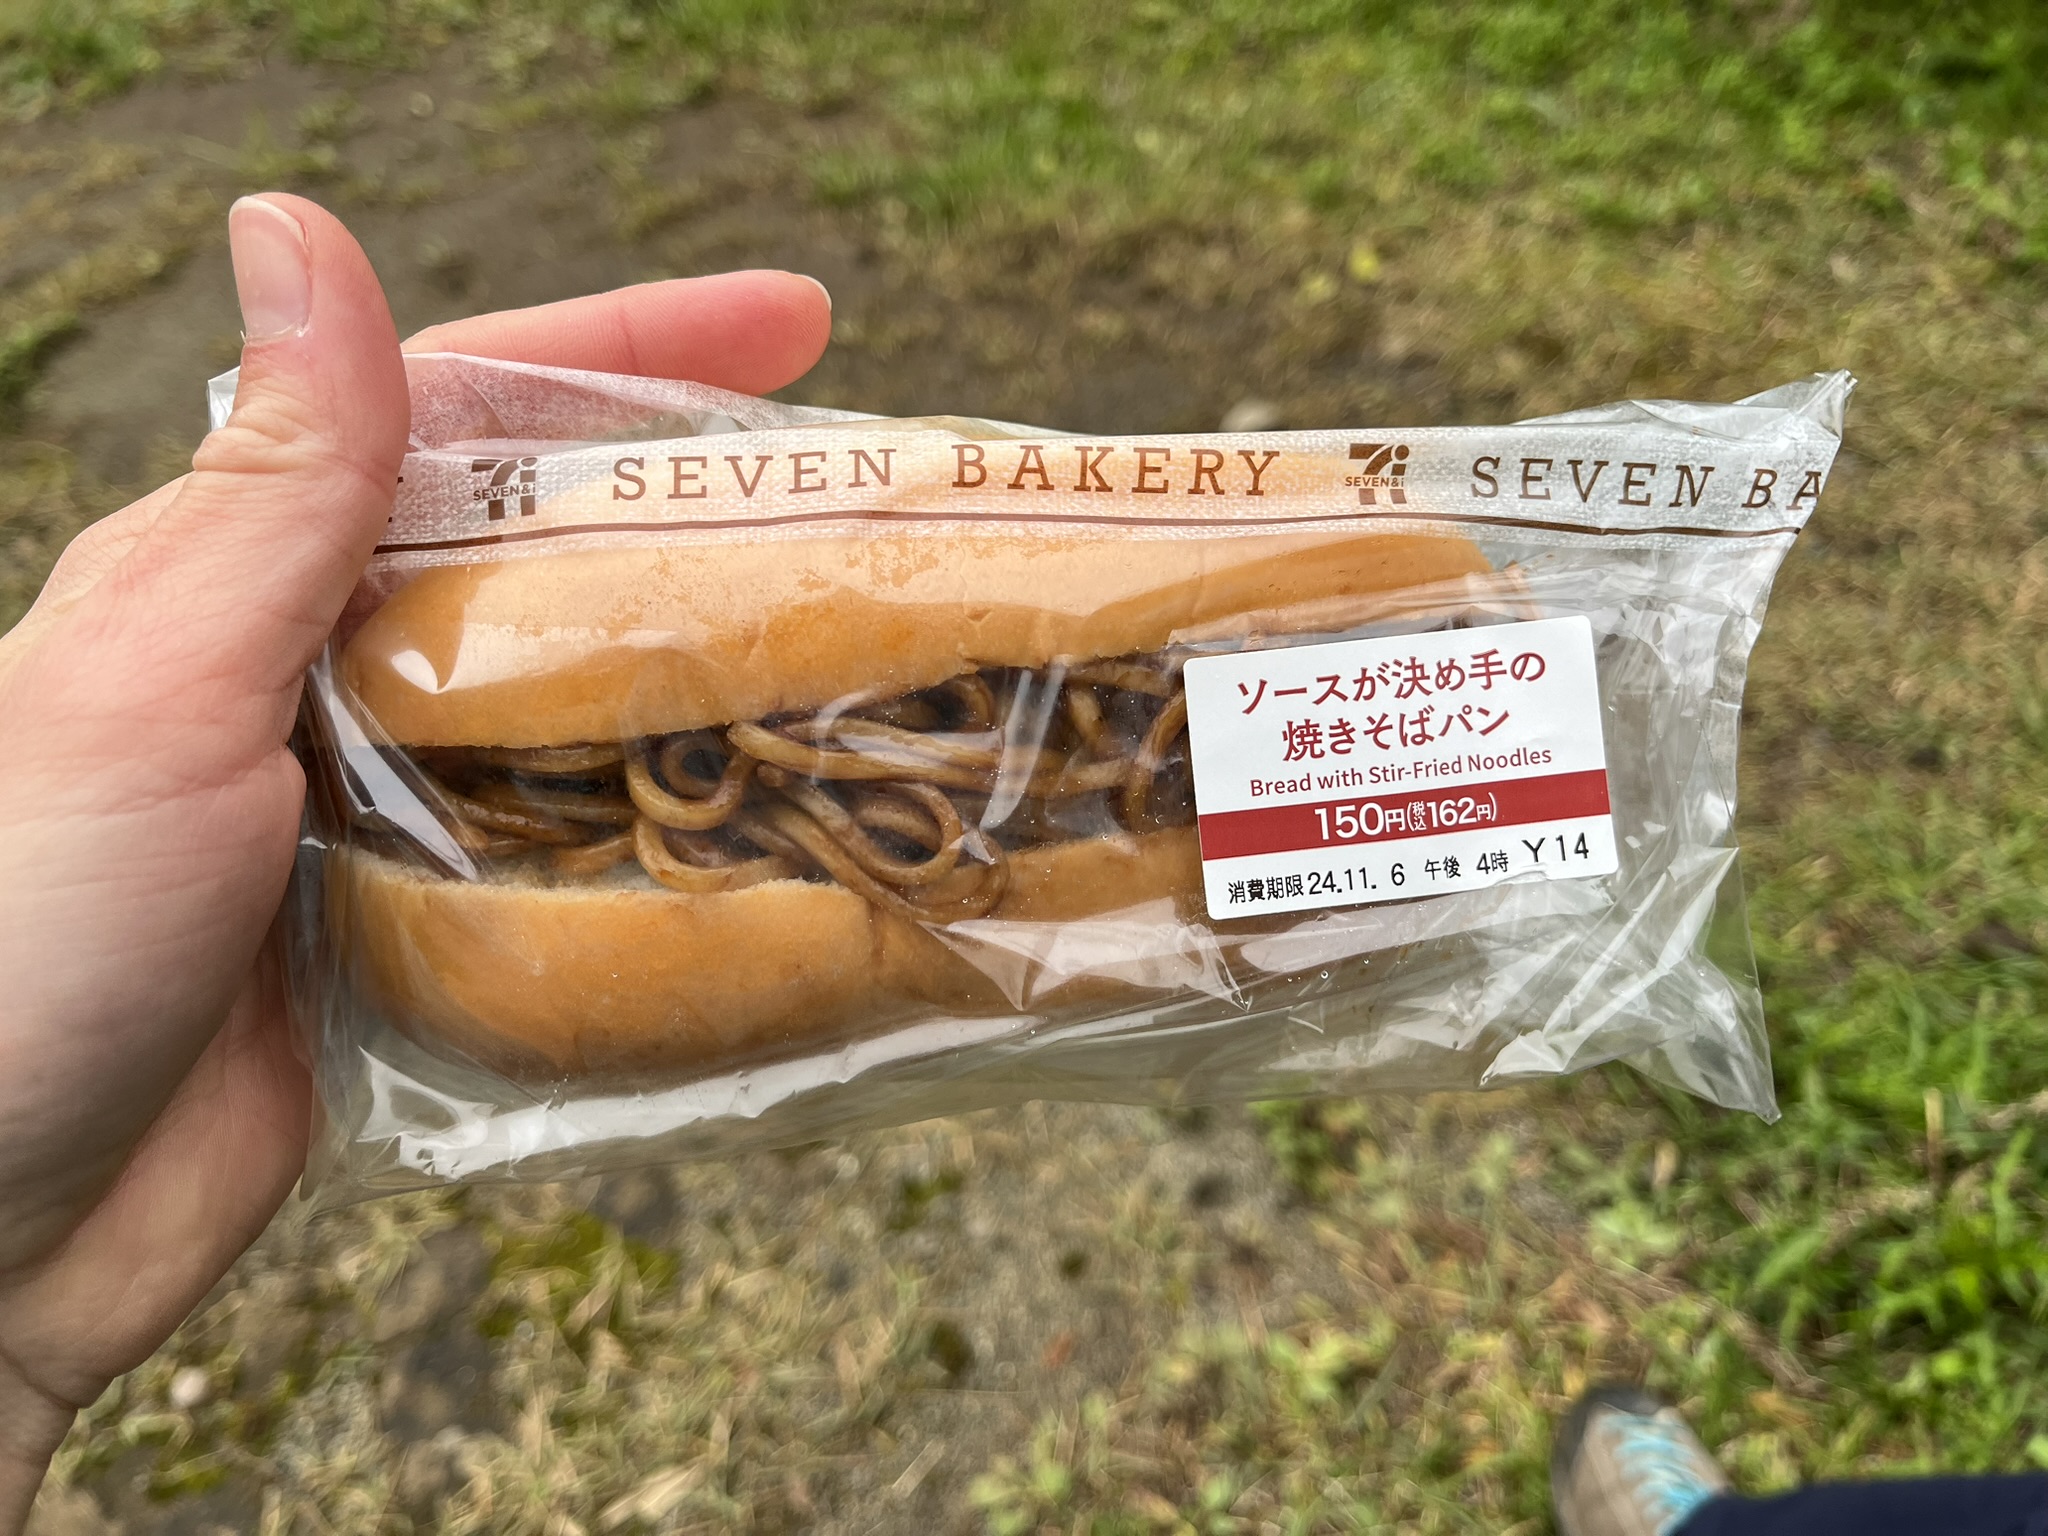 SEVEN&i SEVEN BAKERY SEVEN&i SEVEN BA
ソースが決め手の
焼きそばパン
Bread with Stir-Fried Noodles
150円(税込162円)
消費期限24.11. 6 午後 4時 Y14